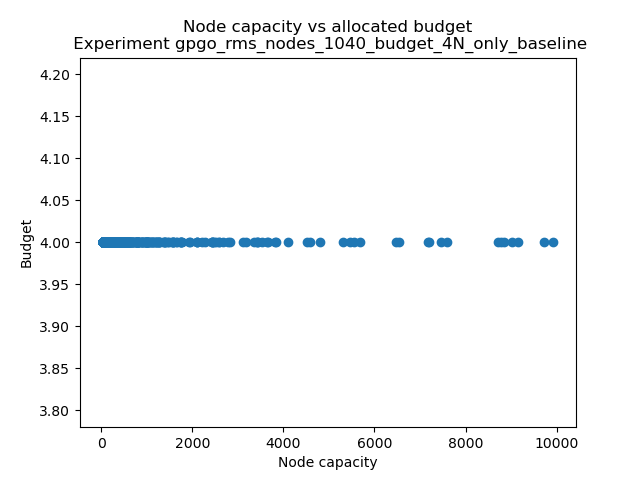 Node capacity vs allocated budget
Experiment gpgo_rms_nodes_1040_budget_4N_only_baseline
4.20
4.15
4.10
4.05
4.00
3.95
3.90
3.85
3.80
Budget
0 2000 4000 6000 8000 10000
Node capacity